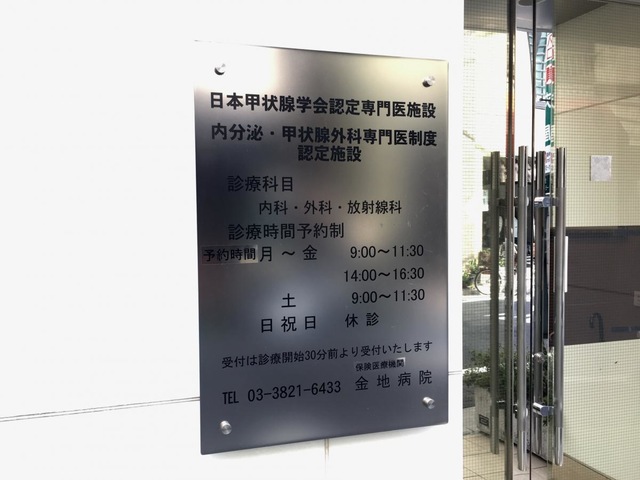 日本甲状腺学会認定専門医施設
内分泌・甲状腺外科専門医制度
認定施設
診療科目
内科・外科・放射線科
診療時間予約制
予約時間 月～金 9:00～11:30
14:00～16:30
土 9:00～11:30
日祝日 休診
受付は診療開始30分前より受付いたします
保険医療機関
TEL 03-3821-6433 金地病院